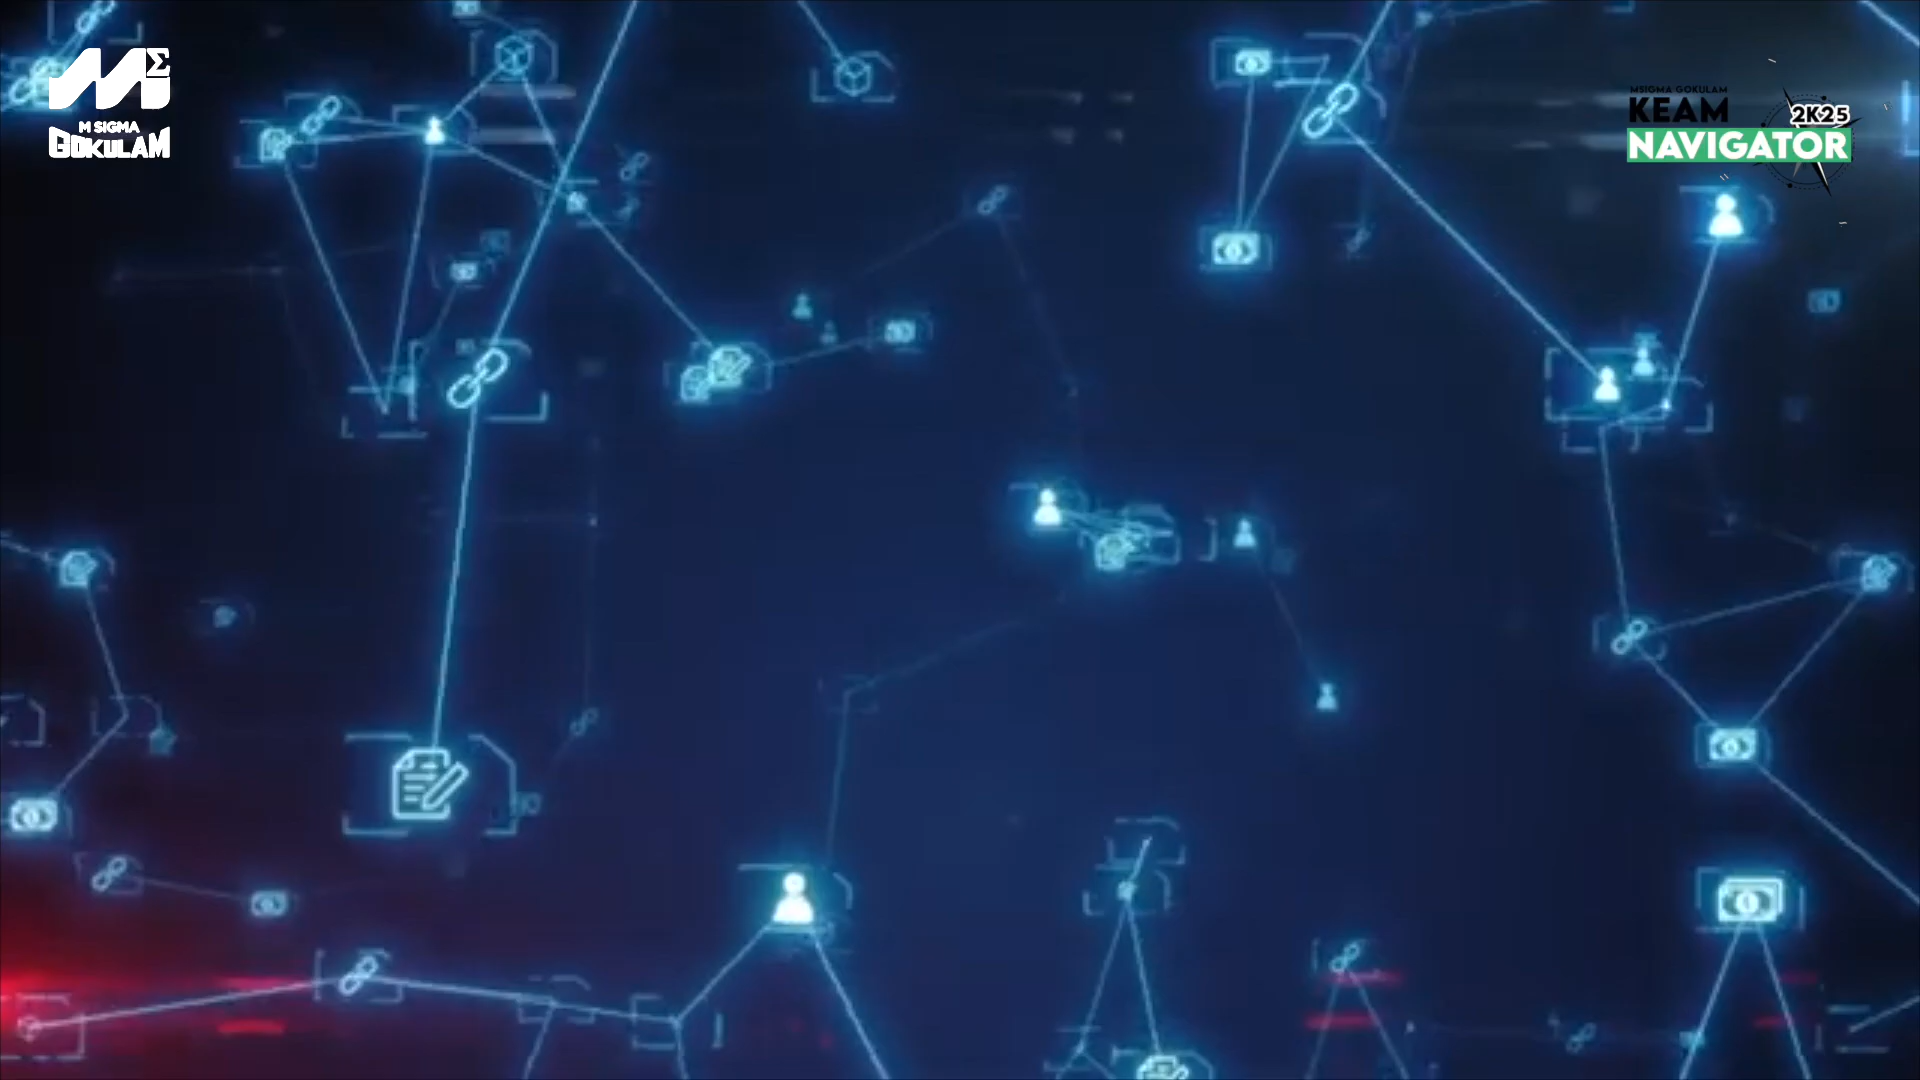 M Σ
M SIGMA
GOKULAM
MSIGMA GOKULAM
KEAM
2K25
NAVIGATOR